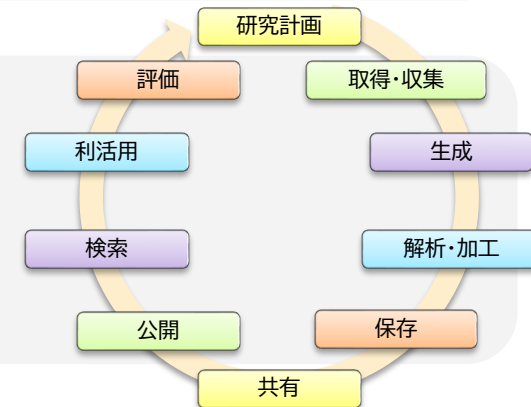 研究計画
取得・収集
生成
解析・加工
保存
共有
公開
検索
利活用
評価